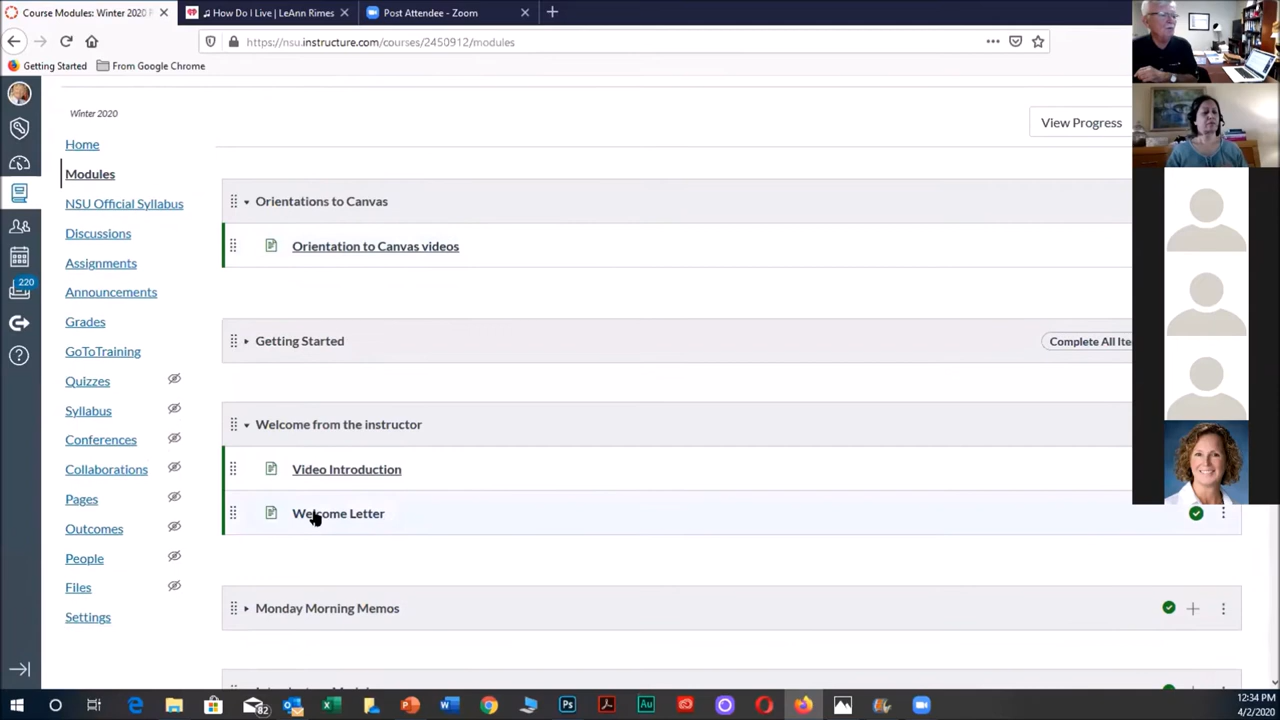 Course Modules: Winter 2020 F
How Do I Live | LeAnn Rimes
Post Attendee - Zoom
https://nsu.instructure.com/courses/2450912/modules
Getting Started
From Google Chrome
Winter 2020
View Progress
Home
Modules
NSU Official Syllabus
Discussions
Assignments
Announcements
Grades
GoToTraining
Quizzes
Syllabus
Conferences
Collaborations
Pages
Outcomes
People
Files
Settings
220
Orientations to Canvas
Orientation to Canvas videos
Getting Started
Complete All Ite
Welcome from the instructor
Video Introduction
Welcome Letter
Monday Morning Memos
82
12:34 PM
4/2/2020